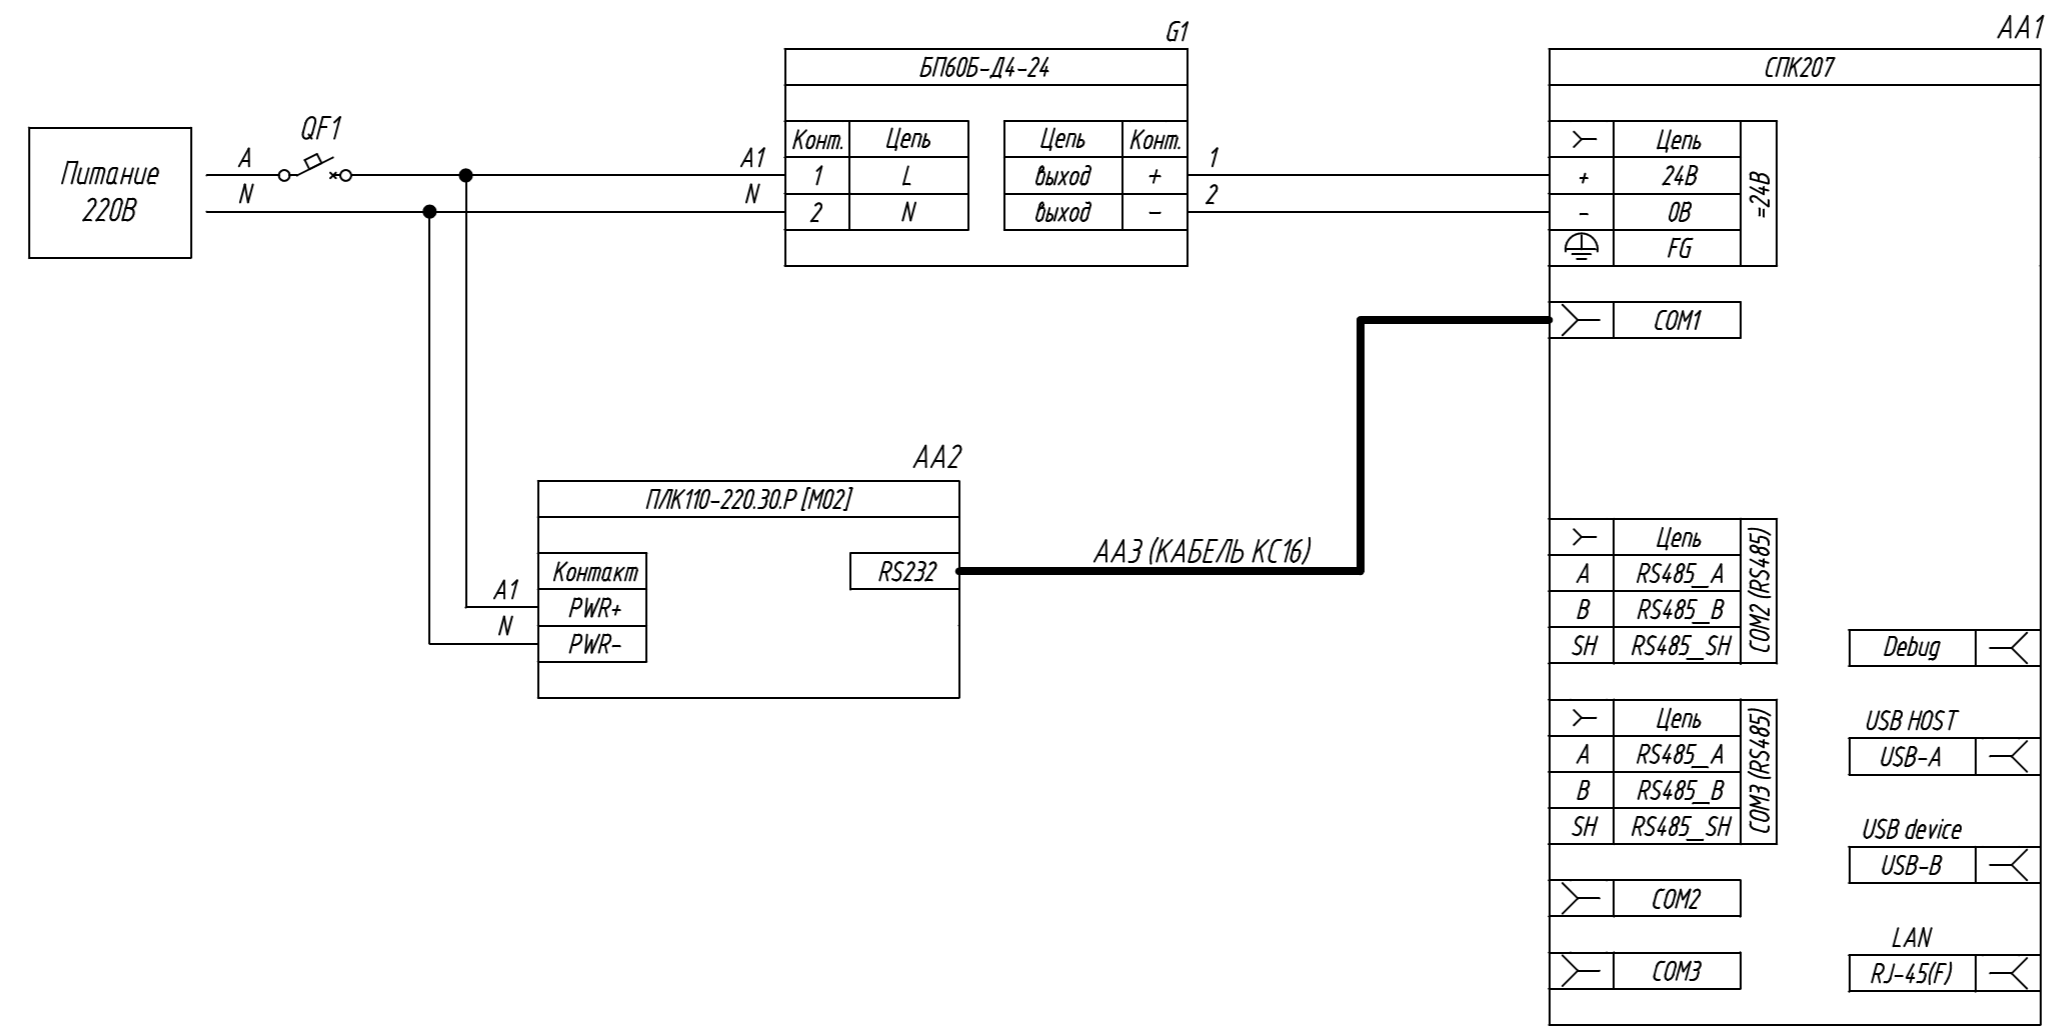 G1
AA1
БП60Б-Д4-24
СПК207
QF1
Питание
220В
A
N
A1
N
Конт. Цепь
1 L
2 N
Цепь Конт.
выход +
выход -
1
2
Цепь
+ 24В
- 0В
FG
=24В
COM1
AA2
ПЛК110-220.30.Р [М02]
Контакт
PWR+
PWR-
A1
N
RS232
АА3 (КАБЕЛЬ КС16)
Цепь
A RS485_A
B RS485_B
SH RS485_SH
COM2 (RS485)
Debug
Цепь
A RS485_A
B RS485_B
SH RS485_SH
COM3 (RS485)
USB HOST
USB-A
USB device
USB-B
COM2
LAN
COM3
RJ-45(F)